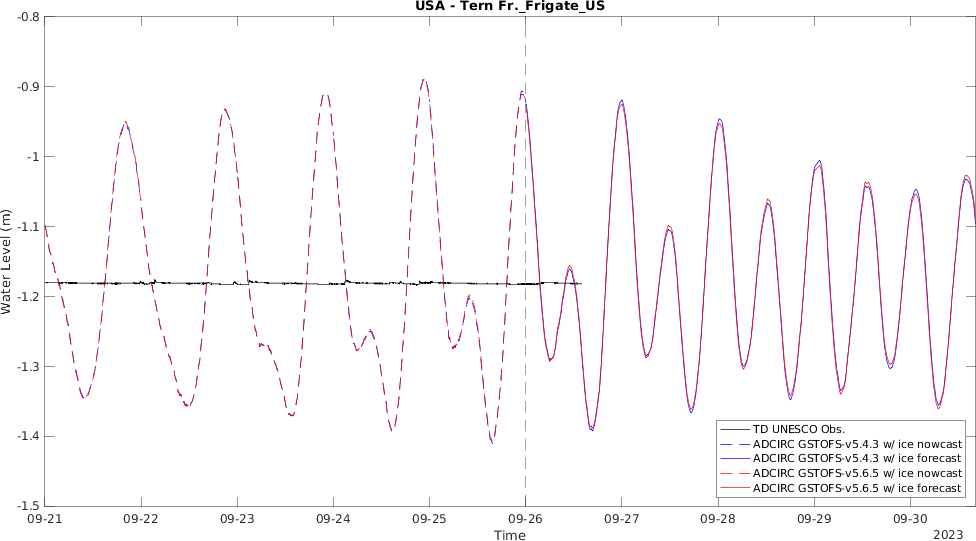 USA - Tern Fr._Frigate_US
-0.8
-0.9
-1
-1.1
-1.2
-1.3
-1.4
-1.5
Water Level (m)
TD UNESCO Obs.
ADCIRC GSTOFS-v5.4.3 w/ ice nowcast
ADCIRC GSTOFS-v5.4.3 w/ ice forecast
ADCIRC GSTOFS-v5.6.5 w/ ice nowcast
ADCIRC GSTOFS-v5.6.5 w/ ice forecast
09-21 09-22 09-23 09-24 09-25 09-26 09-27 09-28 09-29 09-30
Time
2023